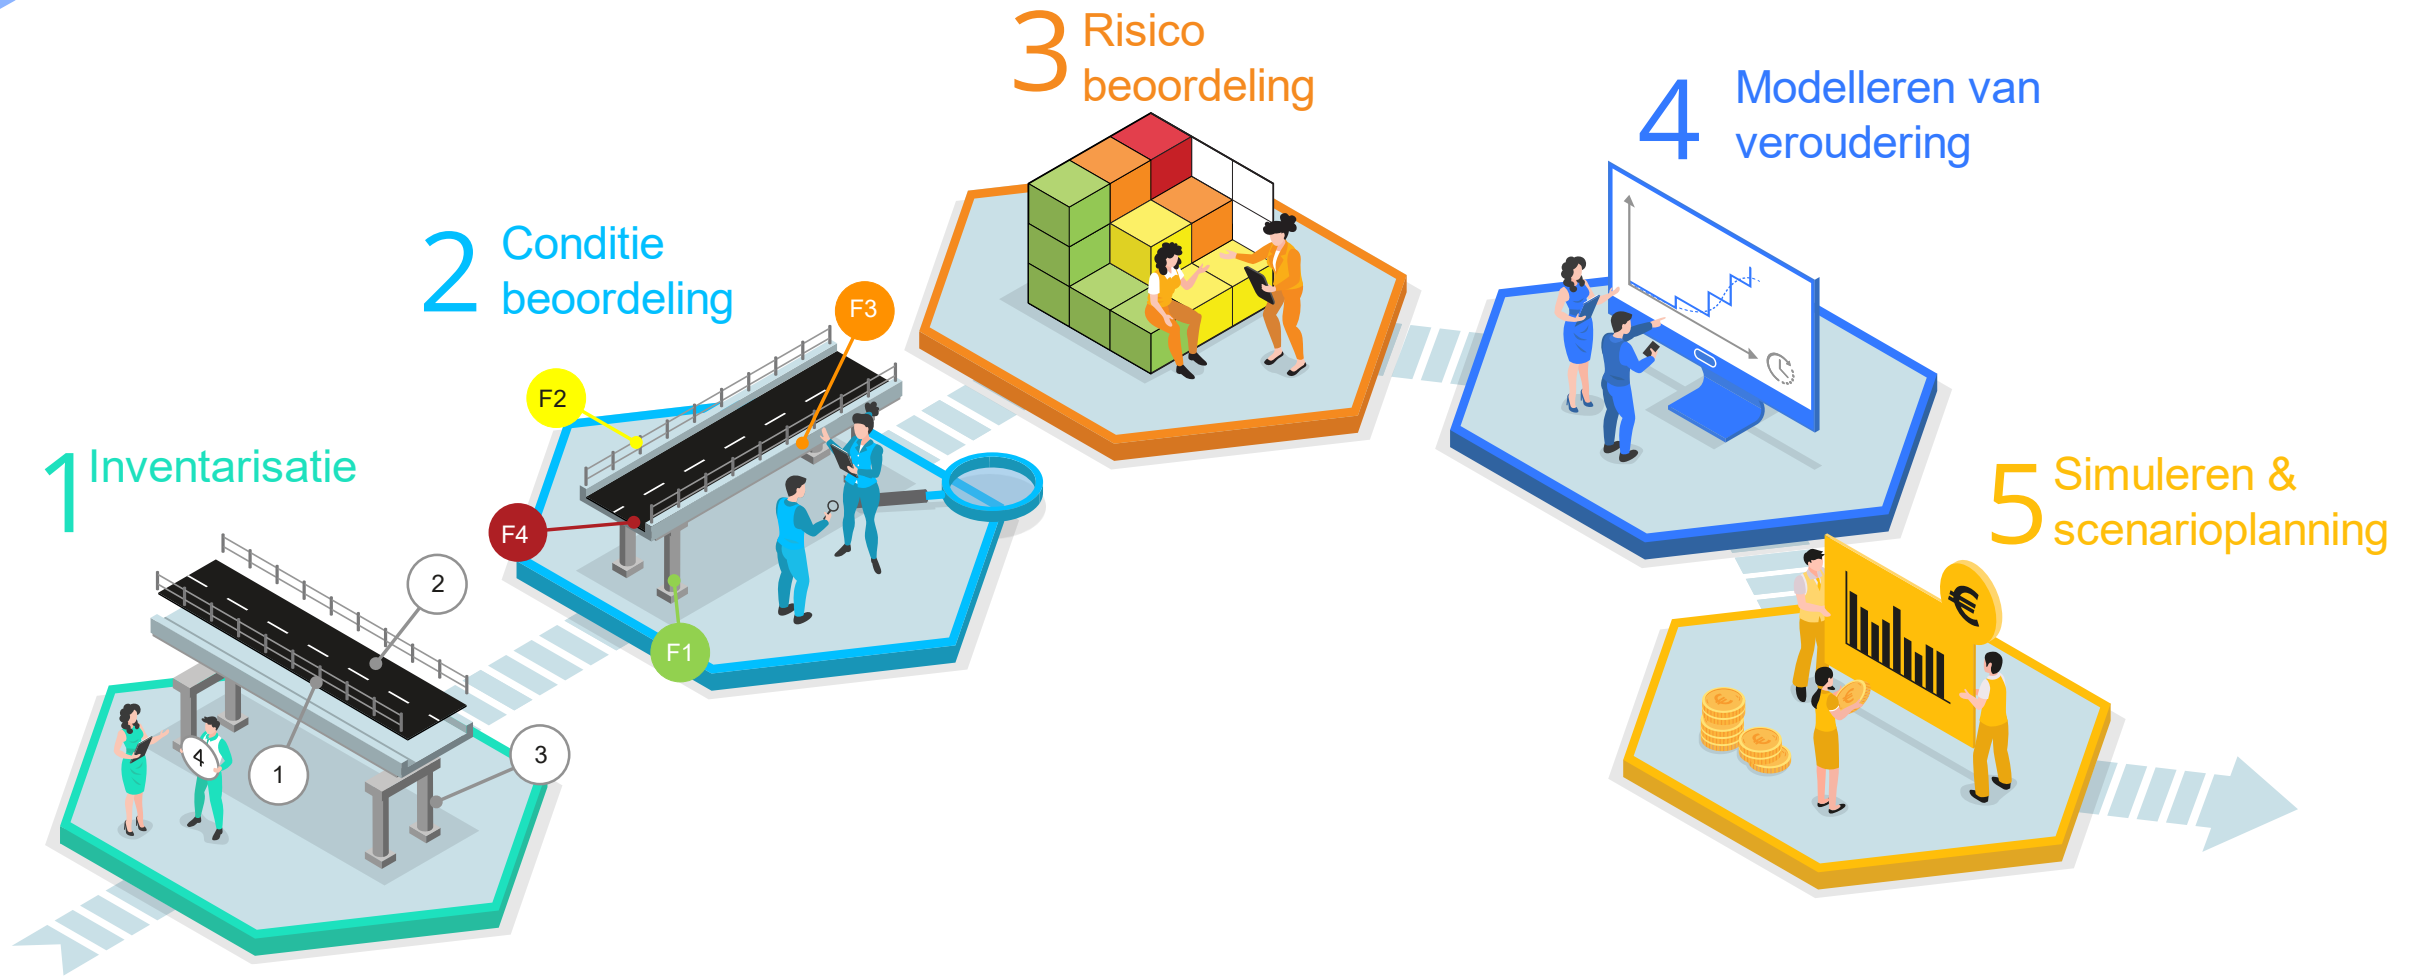 1
Inventarisatie
2
1
3
4
2
Conditie
beoordeling
F2
F3
F4
F1
3
Risico
beoordeling
4
Modelleren van
veroudering
5
Simuleren &
scenarioplanning
€
€
€
€